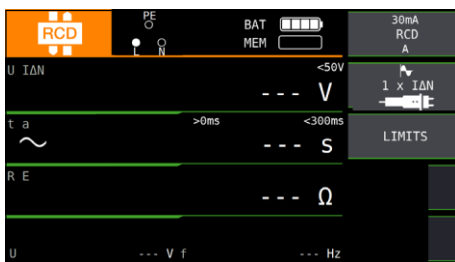 RCD
PE
L N
BAT
MEM
30mA
RCD
A
U IΔN
<50V
--- V
1 x IΔN
t a
>0ms
<300ms
--- s
LIMITS
R E
--- Ω
U --- V f --- Hz